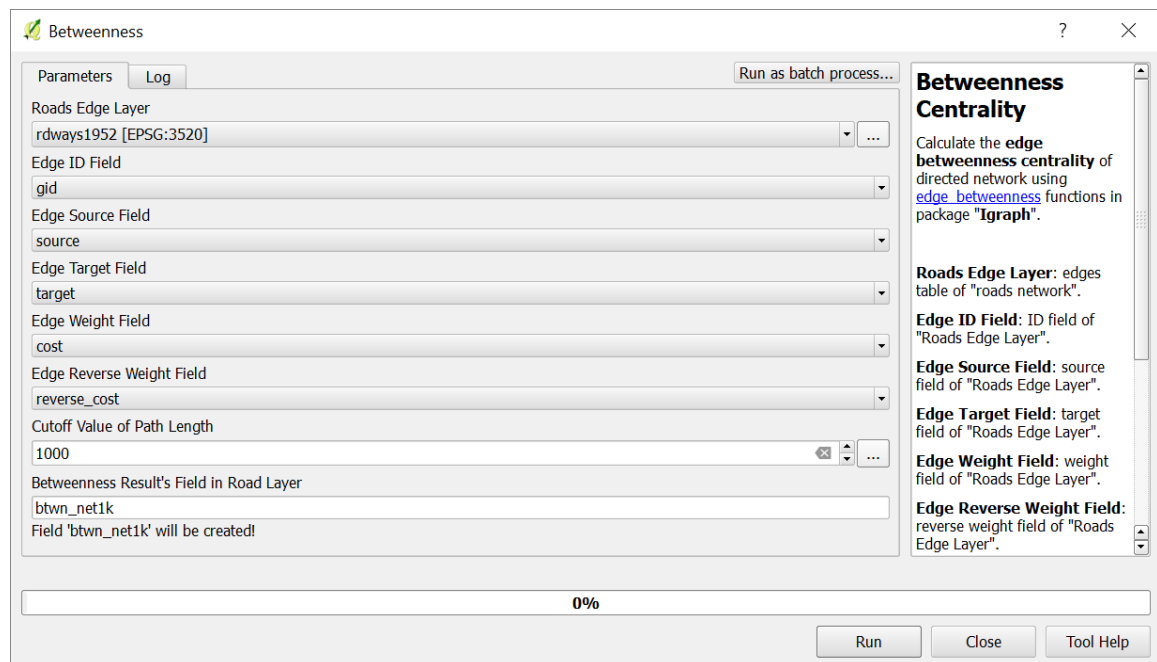 Betweenness
?
Parameters
Log
Run as batch process...
Roads Edge Layer
rdways1952 [EPSG:3520]
...
Edge ID Field
gid
Edge Source Field
source
Edge Target Field
target
Edge Weight Field
cost
Edge Reverse Weight Field
reverse_cost
Cutoff Value of Path Length
1000
...
Betweenness Result's Field in Road Layer
btwn_net1k
Field 'btwn_net1k' will be created!
Betweenness
Centrality
Calculate the edge
betweenness centrality of
directed network using
edge_betweenness functions in
package "Igraph".
Roads Edge Layer: edges
table of "roads network".
Edge ID Field: ID field of
"Roads Edge Layer".
Edge Source Field: source
field of "Roads Edge Layer".
Edge Target Field: target
field of "Roads Edge Layer".
Edge Weight Field: weight
field of "Roads Edge Layer".
Edge Reverse Weight Field:
reverse weight field of "Roads
Edge Layer".
0%
Run
Close
Tool Help